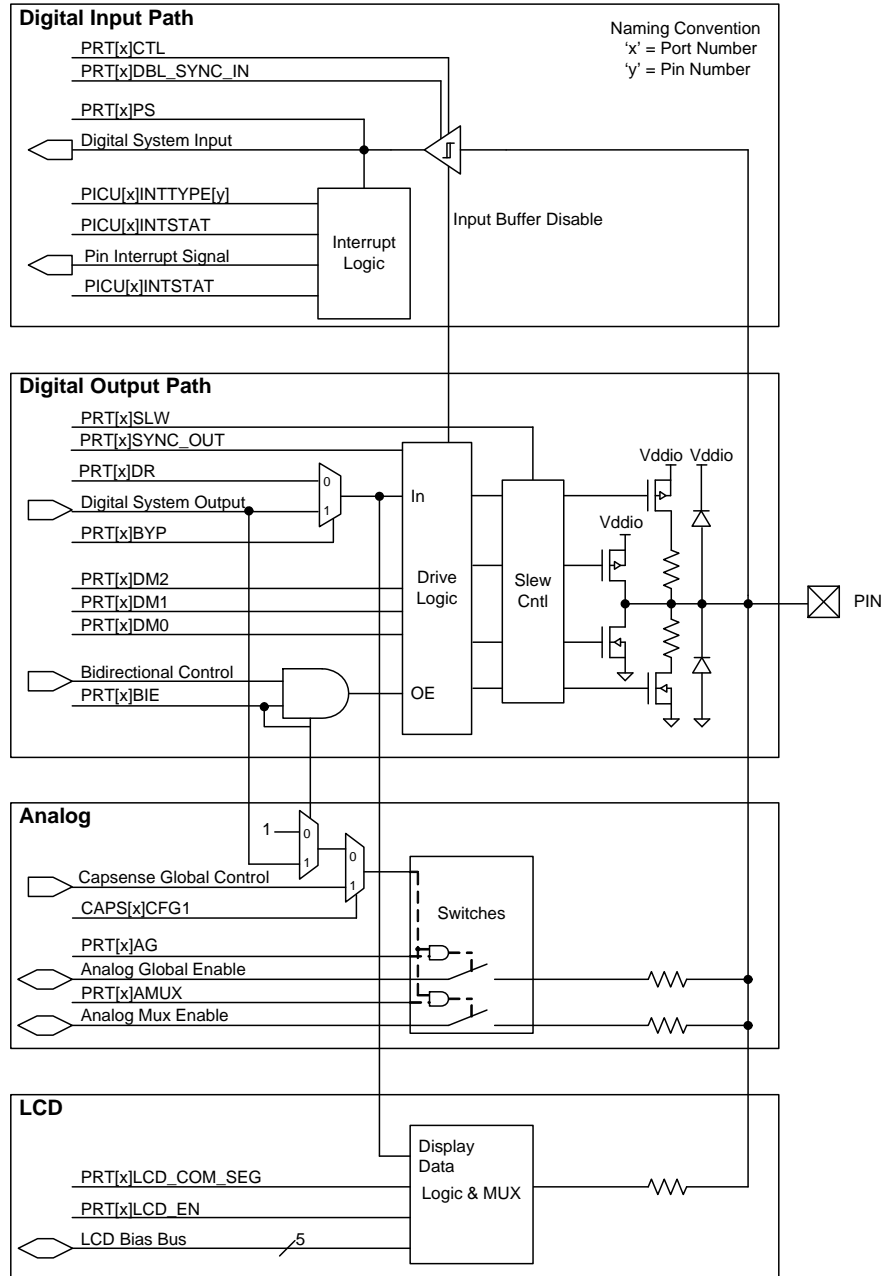 Digital Input Path
Naming Convention
‘x’ = Port Number
‘y’ = Pin Number
PRT[x]CTL
PRT[x]DBL_SYNC_IN
PRT[x]PS
Digital System Input
PICU[x]INTTYPE[y]
PICU[x]INTSTAT
Pin Interrupt Signal
PICU[x]INTSTAT
Interrupt
Logic
Input Buffer Disable
Digital Output Path
PRT[x]SLW
PRT[x]SYNC_OUT
PRT[x]DR
Digital System Output
PRT[x]BYP
0
1
In
PRT[x]DM2
PRT[x]DM1
PRT[x]DM0
Drive
Logic
Slew
Cntl
Vddio
Vddio
Vddio
PIN
Bidirectional Control
PRT[x]BIE
OE
Analog
1
0
1
0
1
Capsense Global Control
CAPS[x]CFG1
Switches
PRT[x]AG
Analog Global Enable
PRT[x]AMUX
Analog Mux Enable
LCD
Display
Data
Logic & MUX
PRT[x]LCD_COM_SEG
PRT[x]LCD_EN
LCD Bias Bus
5